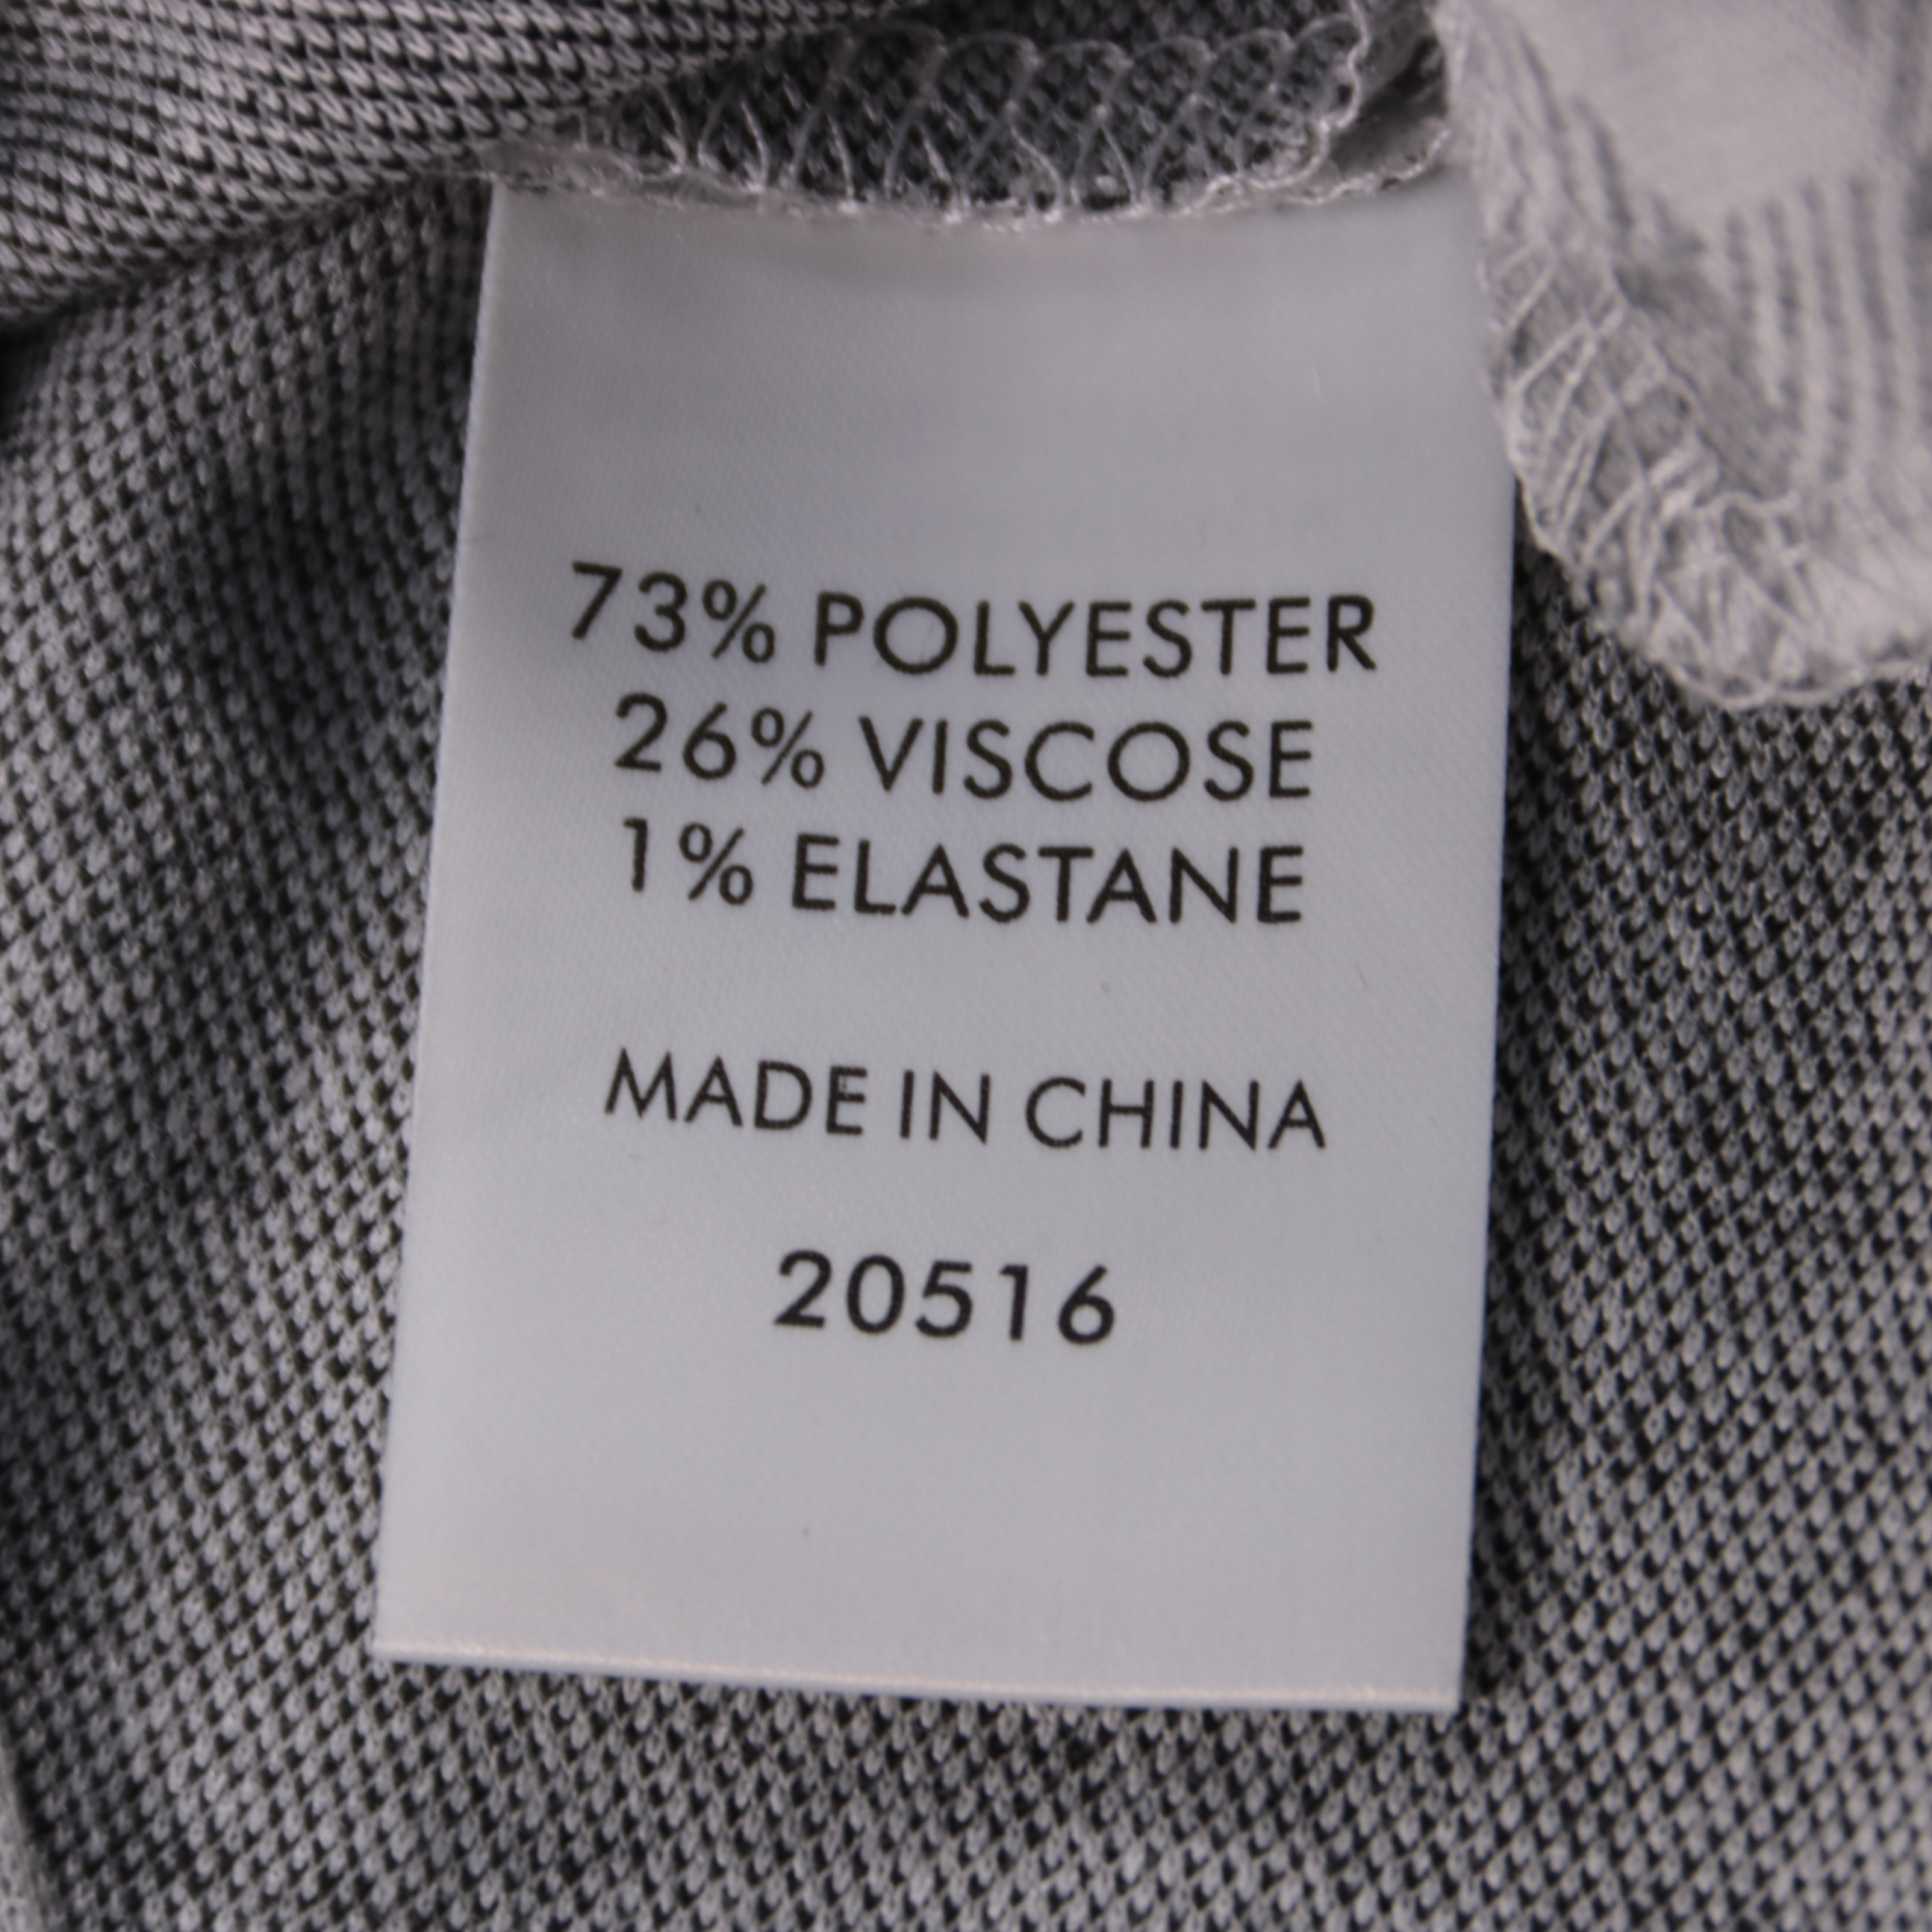 73% POLYESTER
26% VISCOSE
1% ELASTANE
MADE IN CHINA
20516